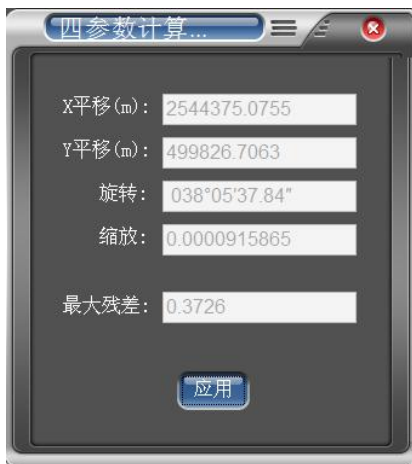 四参数计算...
X平移(m): 2544375.0755
Y平移(m): 499826.7063
旋转: 038°05'37.84"
缩放: 0.0000915865
最大残差: 0.3726
应用